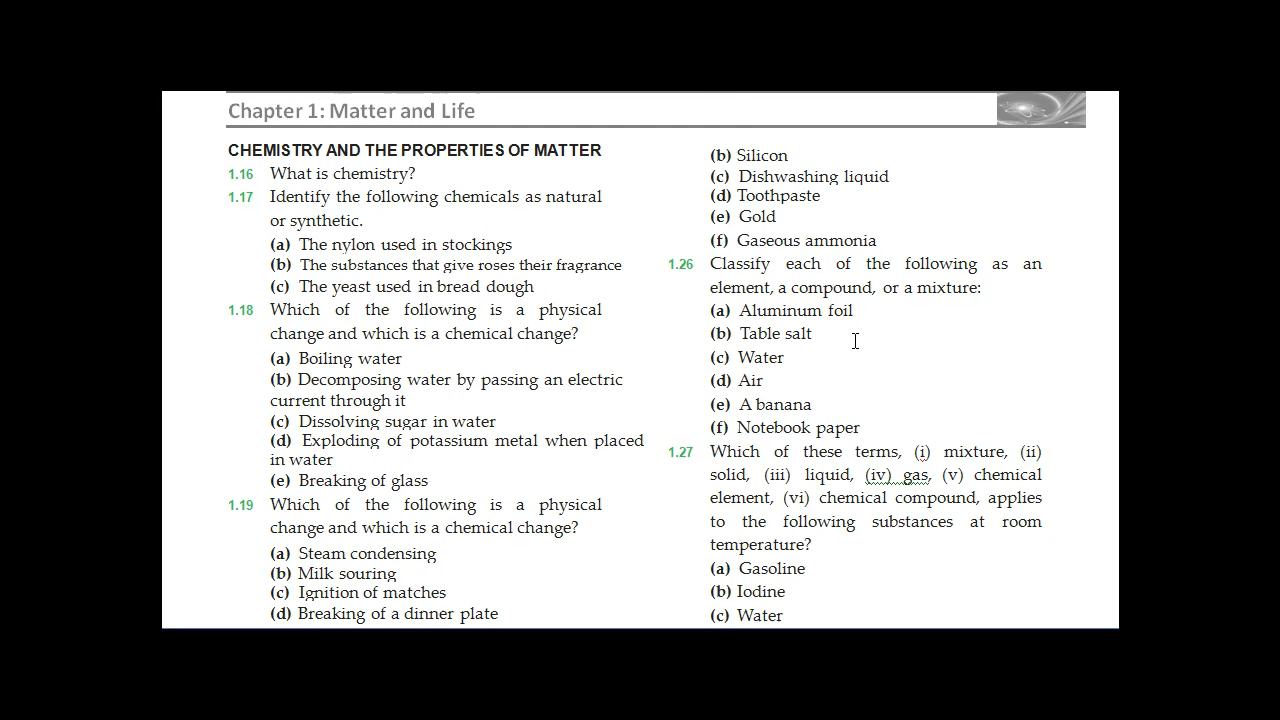 Chapter 1: Matter and Life
CHEMISTRY AND THE PROPERTIES OF MATTER
1.16 What is chemistry?
1.17 Identify the following chemicals as natural
or synthetic.
(a) The nylon used in stockings
(b) The substances that give roses their fragrance
(c) The yeast used in bread dough
1.18 Which of the following is a physical
change and which is a chemical change?
(a) Boiling water
(b) Decomposing water by passing an electric
current through it
(c) Dissolving sugar in water
(d) Exploding of potassium metal when placed
in water
(e) Breaking of glass
1.19 Which of the following is a physical
change and which is a chemical change?
(a) Steam condensing
(b) Milk souring
(c) Ignition of matches
(d) Breaking of a dinner plate
(b) Silicon
(c) Dishwashing liquid
(d) Toothpaste
(e) Gold
(f) Gaseous ammonia
1.26 Classify each of the following as an
element, a compound, or a mixture:
(a) Aluminum foil
(b) Table salt
(c) Water
(d) Air
(e) A banana
(f) Notebook paper
1.27 Which of these terms, (i) mixture, (ii)
solid, (iii) liquid, (iv) gas, (v) chemical
element, (vi) chemical compound, applies
to the following substances at room
temperature?
(a) Gasoline
(b) Iodine
(c) Water